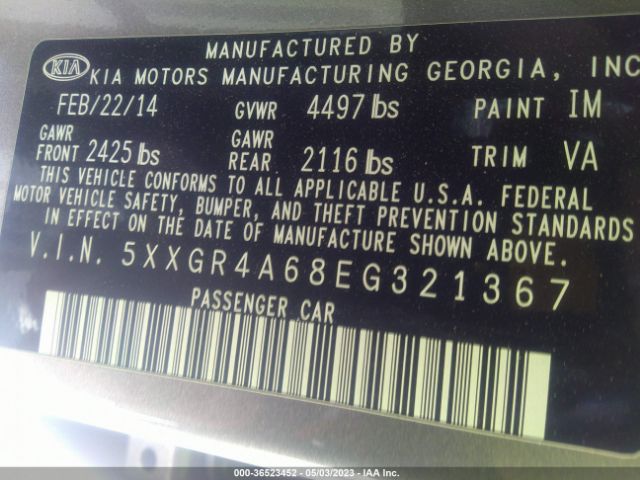 MANUFACTURED BY
KIA KIA MOTORS MANUFACTURING GEORGIA, INC
FEB/22/14 GVWR 4497 lbs PAINT IM
GAWR FRONT 2425 lbs GAWR REAR 2116 lbs TRIM VA
THIS VEHICLE CONFORMS TO ALL APPLICABLE U.S.A. FEDERAL
MOTOR VEHICLE SAFETY, BUMPER, AND THEFT PREVENTION STANDARDS
IN EFFECT ON THE DATE OF MANUFACTURE SHOWN ABOVE.
V.I.N. 5XXGR4A68EG321367
PASSENGER CAR
000-36523452 - 05/03/2023 - IAA Inc.